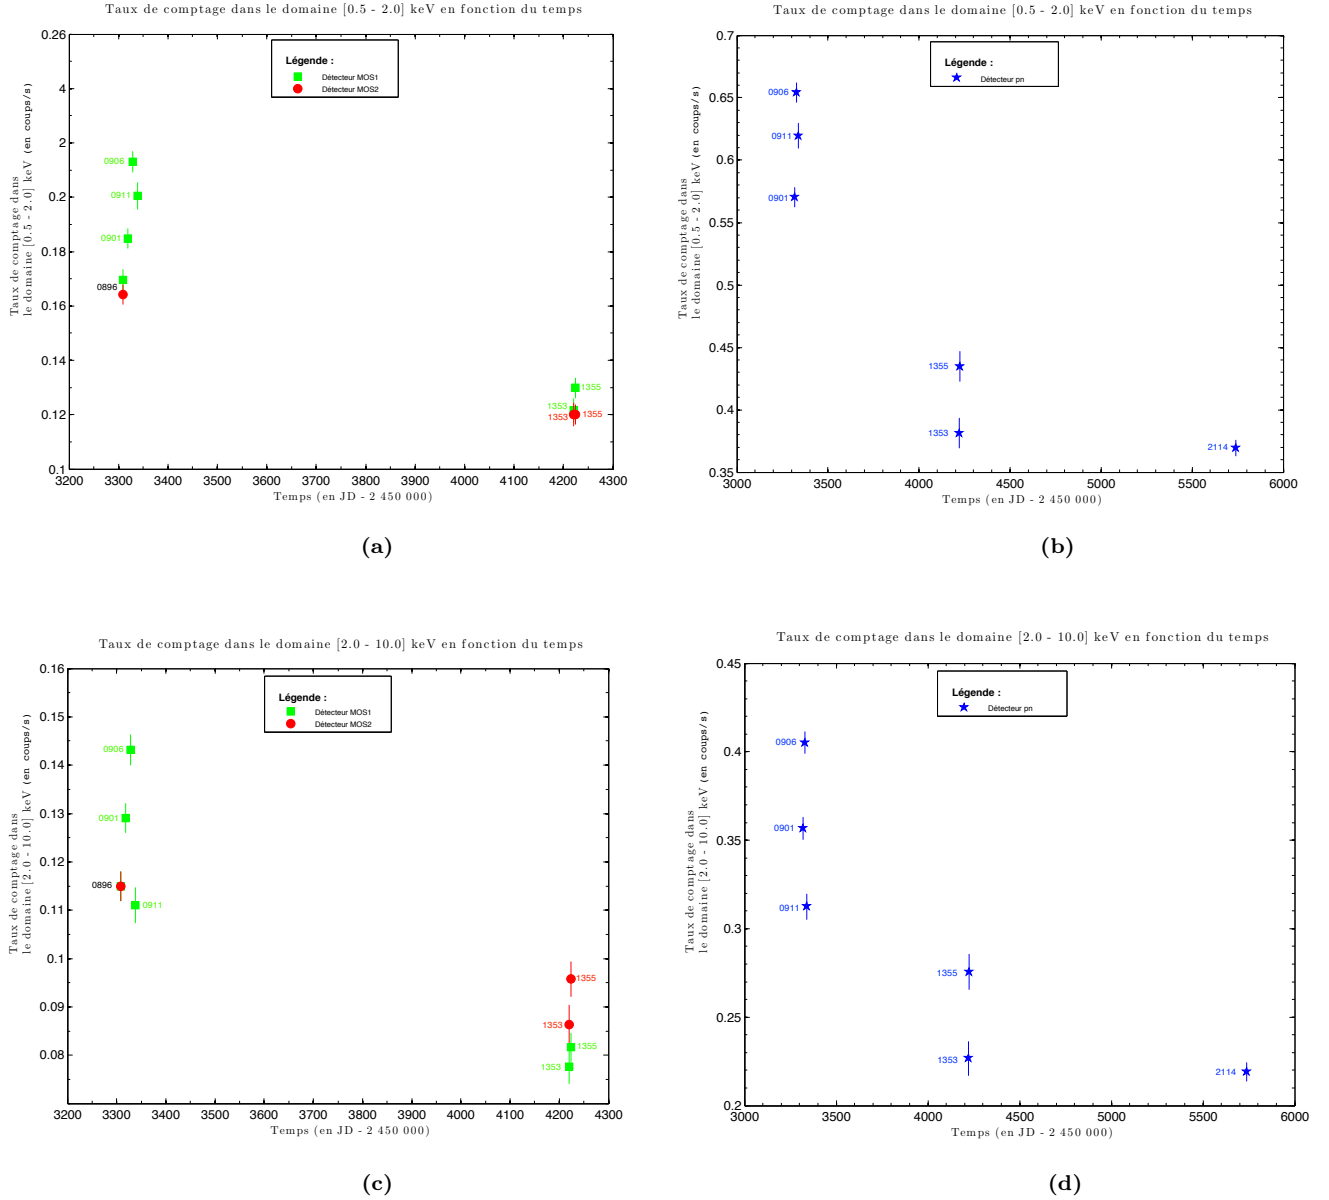 Taux de comptage dans le domaine [0.5 - 2.0] keV en fonction du temps
Taux de comptage dans
le domaine [0.5 - 2.0] keV (en coups/s)
0.26
4
2
0.2
0.18
0.16
0.14
0.12
0.1
Légende :
Détecteur MOS1
Détecteur MOS2
0906
0911
0901
0896
1355
1353
1353
1355
3200 3300 3400 3500 3600 3700 3800 3900 4000 4100 4200 4300
Temps (en JD - 2 450 000)
(a)
Taux de comptage dans le domaine [0.5 - 2.0] keV en fonction du temps
Taux de comptage dans
le domaine [0.5 - 2.0] keV (en coups/s)
0.7
0.65
0.6
0.55
0.5
0.45
0.4
0.35
Légende :
Détecteur pn
0906
0911
0901
1355
1353
2114
3000 3500 4000 4500 5000 5500 6000
Temps (en JD - 2 450 000)
(b)
Taux de comptage dans le domaine [2.0 - 10.0] keV en fonction du temps
Taux de comptage dans
le domaine [2.0 - 10.0] keV (en coups/s)
0.16
0.15
0.14
0.13
0.12
0.11
0.1
0.09
0.08
Légende :
Détecteur MOS1
Détecteur MOS2
0906
0901
0896
0911
1355
1353
1355
1353
3200 3300 3400 3500 3600 3700 3800 3900 4000 4100 4200 4300
Temps (en JD - 2 450 000)
(c)
Taux de comptage dans le domaine [2.0 - 10.0] keV en fonction du temps
Taux de comptage dans
le domaine [2.0 - 10.0] keV (en coups/s)
0.45
0.4
0.35
0.3
0.25
0.2
Légende :
Détecteur pn
0906
0901
0911
1355
1353
2114
3000 3500 4000 4500 5000 5500 6000
Temps (en JD - 2 450 000)
(d)